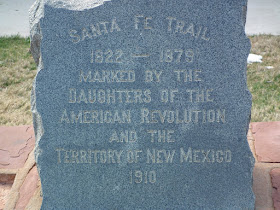 SANTA FE TRAIL
1822 — 1879
MARKED BY THE
DAUGHTERS OF THE
AMERICAN REVOLUTION
AND THE
TERRITORY OF NEW MEXICO
1910